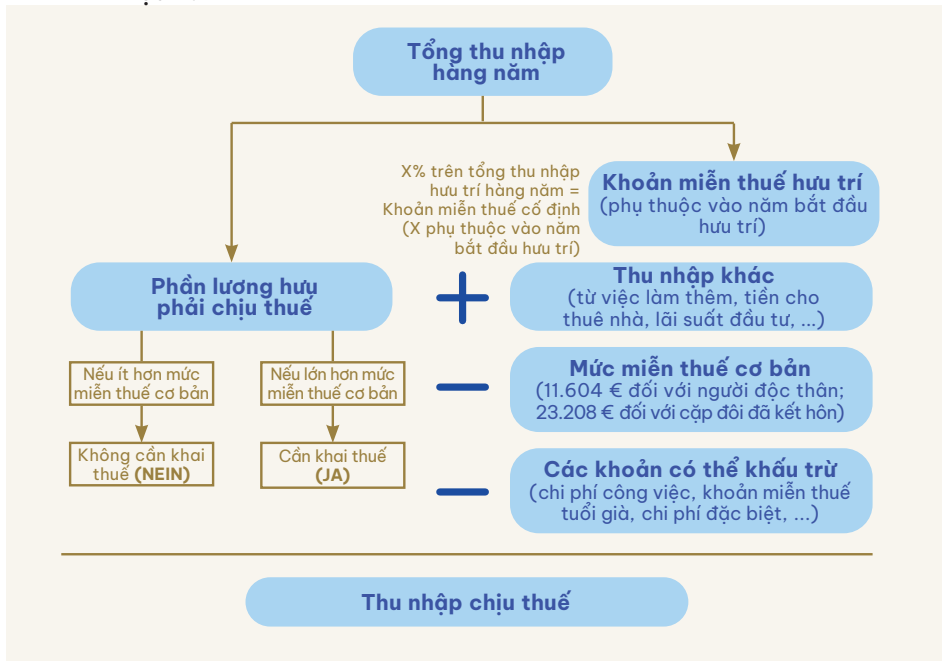 Tổng thu nhập
hàng năm
X% trên tổng thu nhập
hưu trí hàng năm =
Khoản miễn thuế cố định
(X phụ thuộc vào năm
bắt đầu hưu trí)
Khoản miễn thuế hưu trí
(phụ thuộc vào năm bắt đầu
hưu trí)
Phần lương hưu
phải chịu thuế
Thu nhập khác
(từ việc làm thêm, tiền cho
thuê nhà, lãi suất đầu tư, ...)
Nếu ít hơn mức
miễn thuế cơ bản
Nếu lớn hơn mức
miễn thuế cơ bản
Mức miễn thuế cơ bản
(11.604 € đối với người độc thân;
23.208 € đối với cặp đôi đã kết hôn)
Không cần khai
thuế (NEIN)
Cần khai thuế
(JA)
Các khoản có thể khấu trừ
(chi phí công việc, khoản miễn thuế
tuổi già, chi phí đặc biệt, ...)
Thu nhập chịu thuế